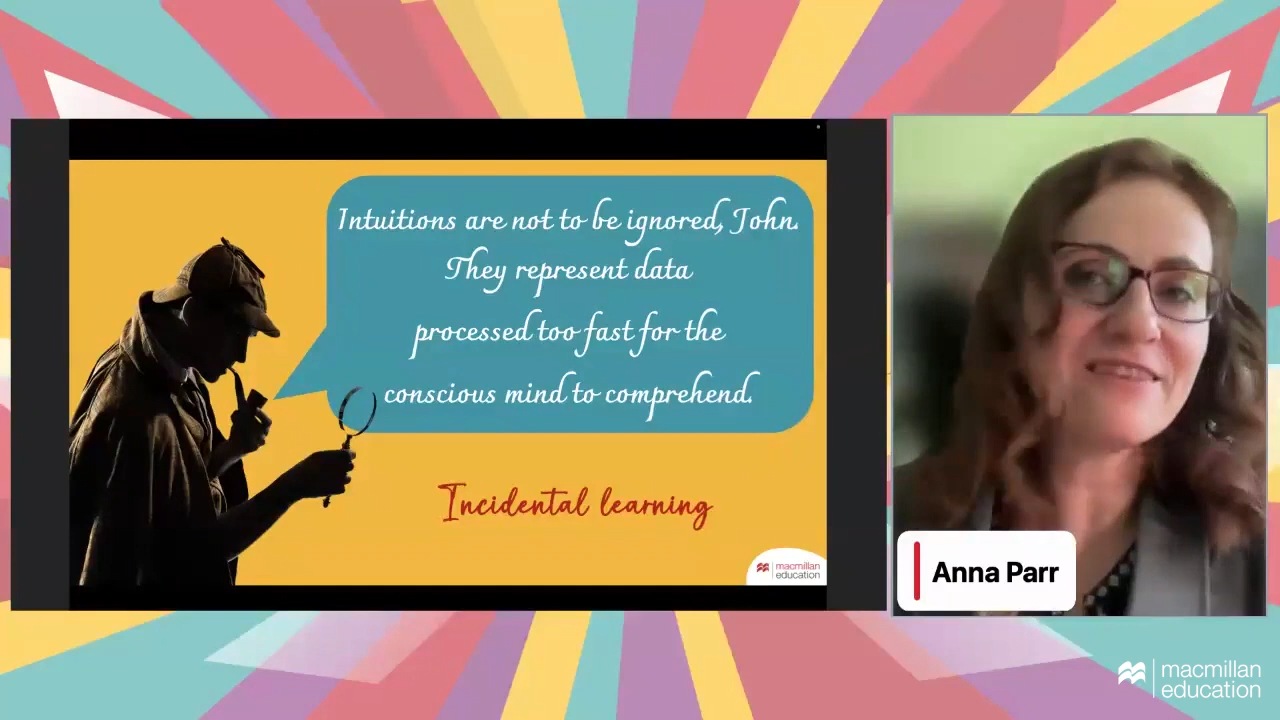 Intuitions are not to be ignored, John.
They represent data
processed too fast for the
conscious mind to comprehend.
Incidental learning
macmillan
education
Anna Parr
macmillan
education